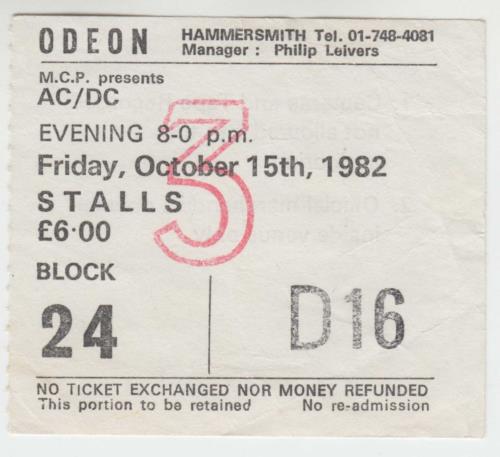 ODEON HAMMERSMITH Tel. 01-748-4081
Manager : Philip Leivers
M.C.P. presents
AC/DC
EVENING 8-0 p.m.
Friday, October 15th, 1982
3
STALLS
£6·00
BLOCK
24 D16
NO TICKET EXCHANGED NOR MONEY REFUNDED
This portion to be retained No re-admission